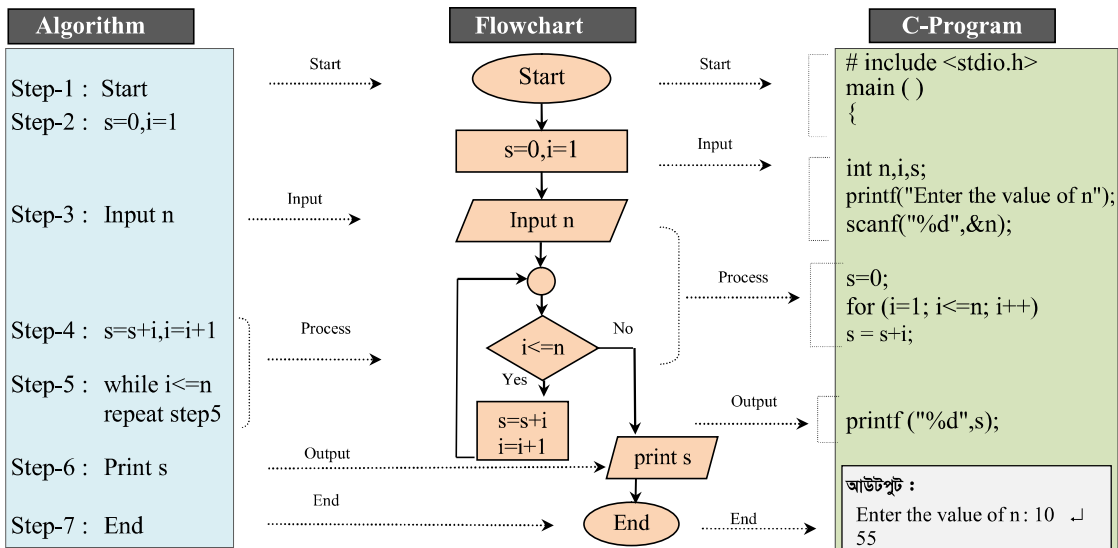 Algorithm
Step-1 : Start
Step-2 : s=0,i=1
Step-3 : Input n
Step-4 : s=s+i,i=i+1
Step-5 : while i<=n
repeat step5
Step-6 : Print s
Step-7 : End
Start
Input
Process
Output
End
Flowchart
Start
s=0,i=1
Input n
i<=n
No
Yes
s=s+i
i=i+1
print s
End
Start
Input
Process
Output
End
C-Program
# include <stdio.h>
main ( )
{
int n,i,s;
printf("Enter the value of n");
scanf("%d",&n);
s=0;
for (i=1; i<=n; i++)
s = s+i;
printf ("%d",s);
আউটপুট :
Enter the value of n : 10 ↲
55